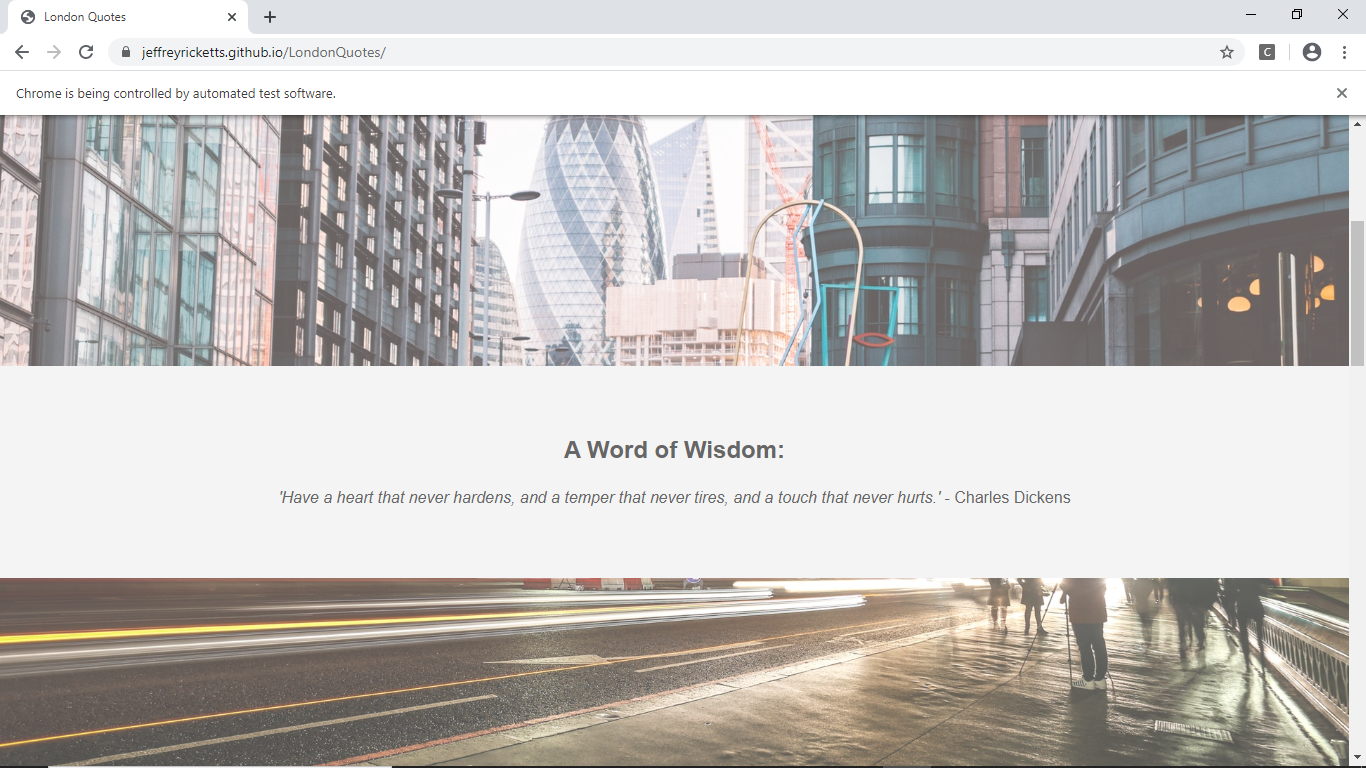 London Quotes
jeffreyricketts.github.io/LondonQuotes/
C
Chrome is being controlled by automated test software.
A Word of Wisdom:
'Have a heart that never hardens, and a temper that never tires, and a touch that never hurts.' - Charles Dickens